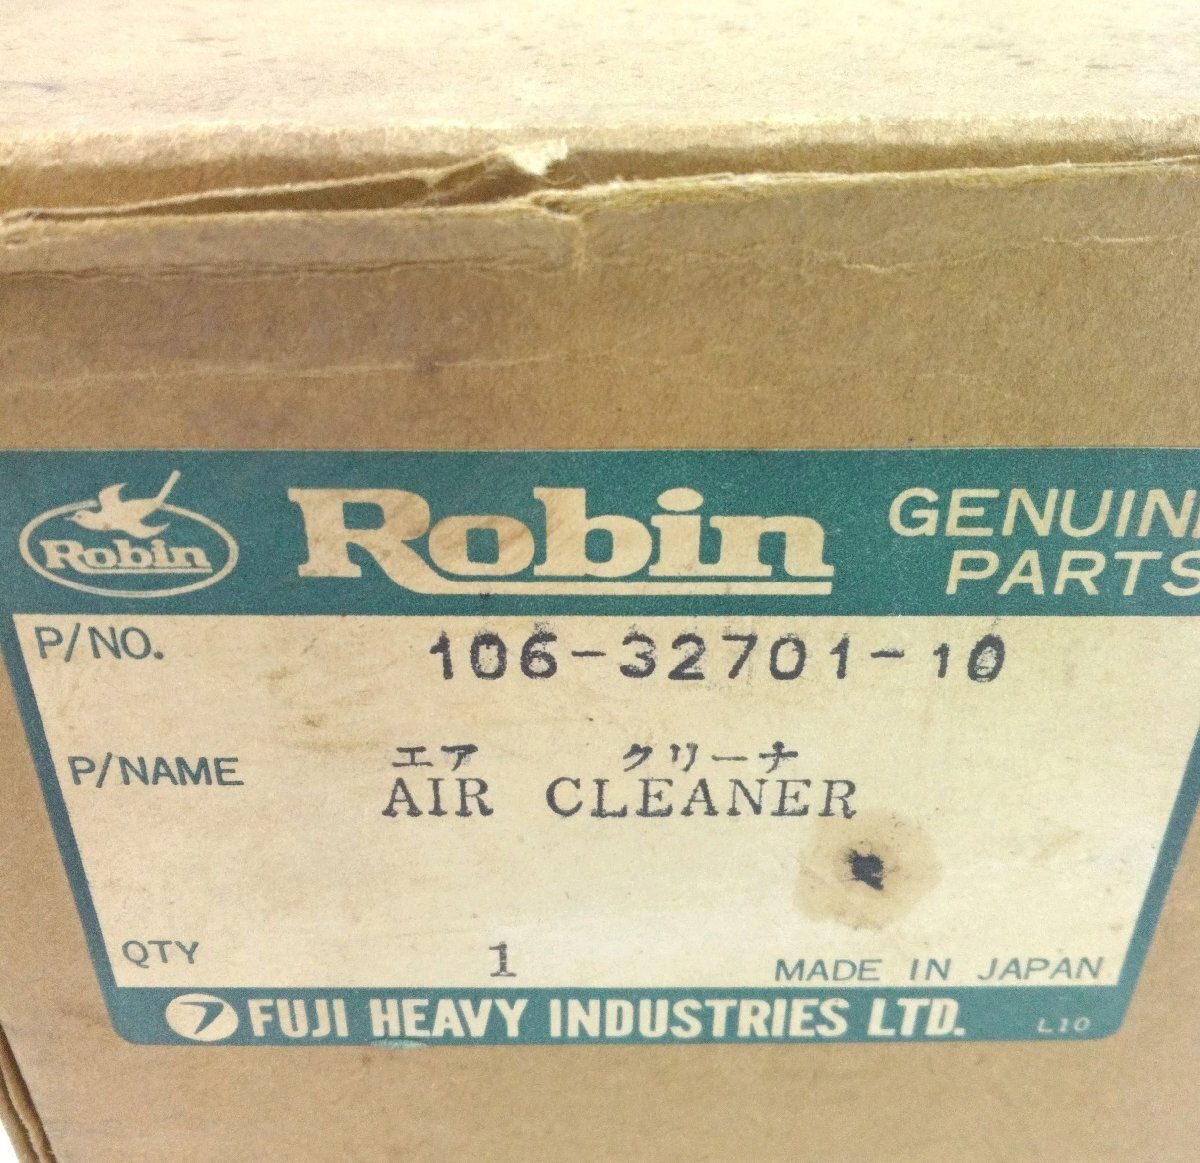 Robin
Robin
GENUIN
PARTS
P/NO. 106-32701-10
エア クリーナ
P/NAME AIR CLEANER
QTY 1 MADE IN JAPAN
FUJI HEAVY INDUSTRIES LTD. L10